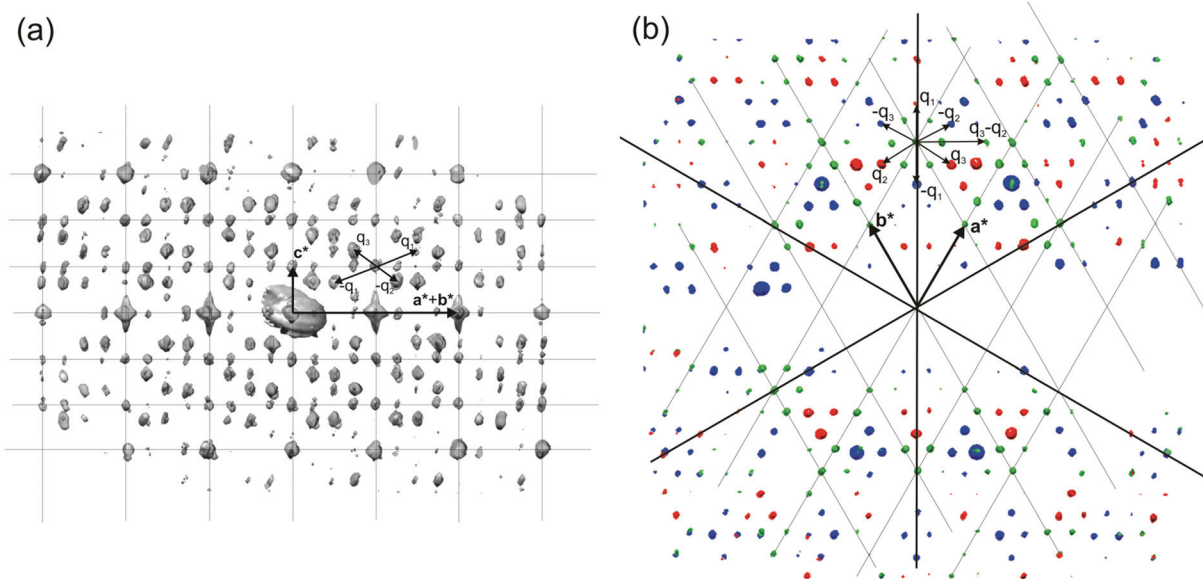 (a)
c*
q₃
q₁
-q₁
-q₂
a*+b*
(b)
q₁
-q₃
-q₂
q₃-q₂
q₂
q₃
-q₁
b*
a*